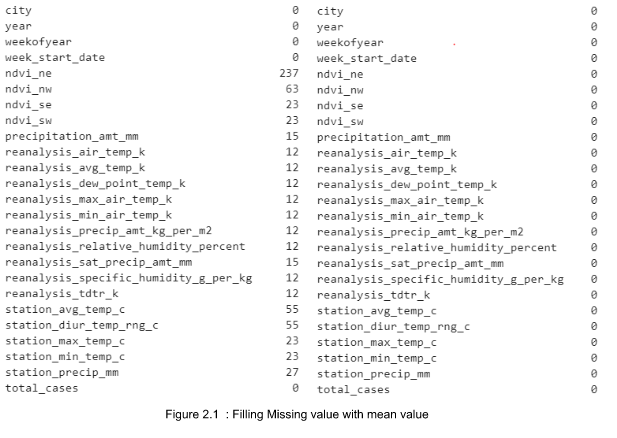 city 0 city 0
year 0 year 0
weekofyear 0 weekofyear 0
week_start_date 0 week_start_date 0
ndvi_ne 237 ndvi_ne 0
ndvi_nw 63 ndvi_nw 0
ndvi_se 23 ndvi_se 0
ndvi_sw 23 ndvi_sw 0
precipitation_amt_mm 15 precipitation_amt_mm 0
reanalysis_air_temp_k 12 reanalysis_air_temp_k 0
reanalysis_avg_temp_k 12 reanalysis_avg_temp_k 0
reanalysis_dew_point_temp_k 12 reanalysis_dew_point_temp_k 0
reanalysis_max_air_temp_k 12 reanalysis_max_air_temp_k 0
reanalysis_min_air_temp_k 12 reanalysis_min_air_temp_k 0
reanalysis_precip_amt_kg_per_m2 12 reanalysis_precip_amt_kg_per_m2 0
reanalysis_relative_humidity_percent 12 reanalysis_relative_humidity_percent 0
reanalysis_sat_precip_amt_mm 15 reanalysis_sat_precip_amt_mm 0
reanalysis_specific_humidity_g_per_kg 12 reanalysis_specific_humidity_g_per_kg 0
reanalysis_tdtr_k 12 reanalysis_tdtr_k 0
station_avg_temp_c 55 station_avg_temp_c 0
station_diur_temp_rng_c 55 station_diur_temp_rng_c 0
station_max_temp_c 23 station_max_temp_c 0
station_min_temp_c 23 station_min_temp_c 0
station_precip_mm 27 station_precip_mm 0
total_cases 0 total_cases 0
Figure 2.1 : Filling Missing value with mean value